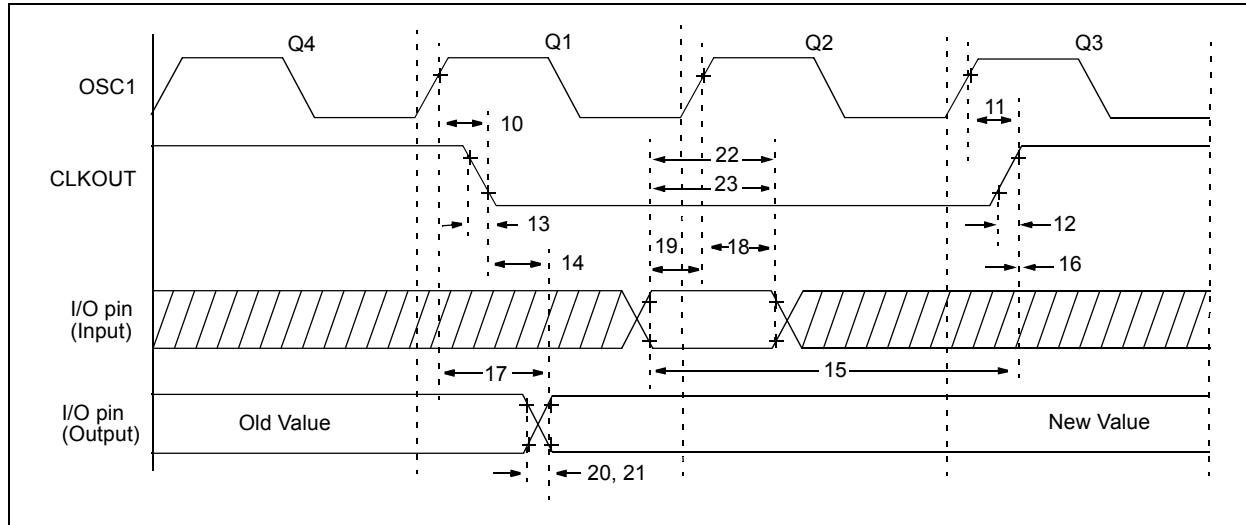 Q4 Q1 Q2 Q3
OSC1
10 11
22
CLKOUT
23
13 12
19 18
14 16
I/O pin
(Input)
17 15
I/O pin
(Output)
Old Value New Value
20, 21